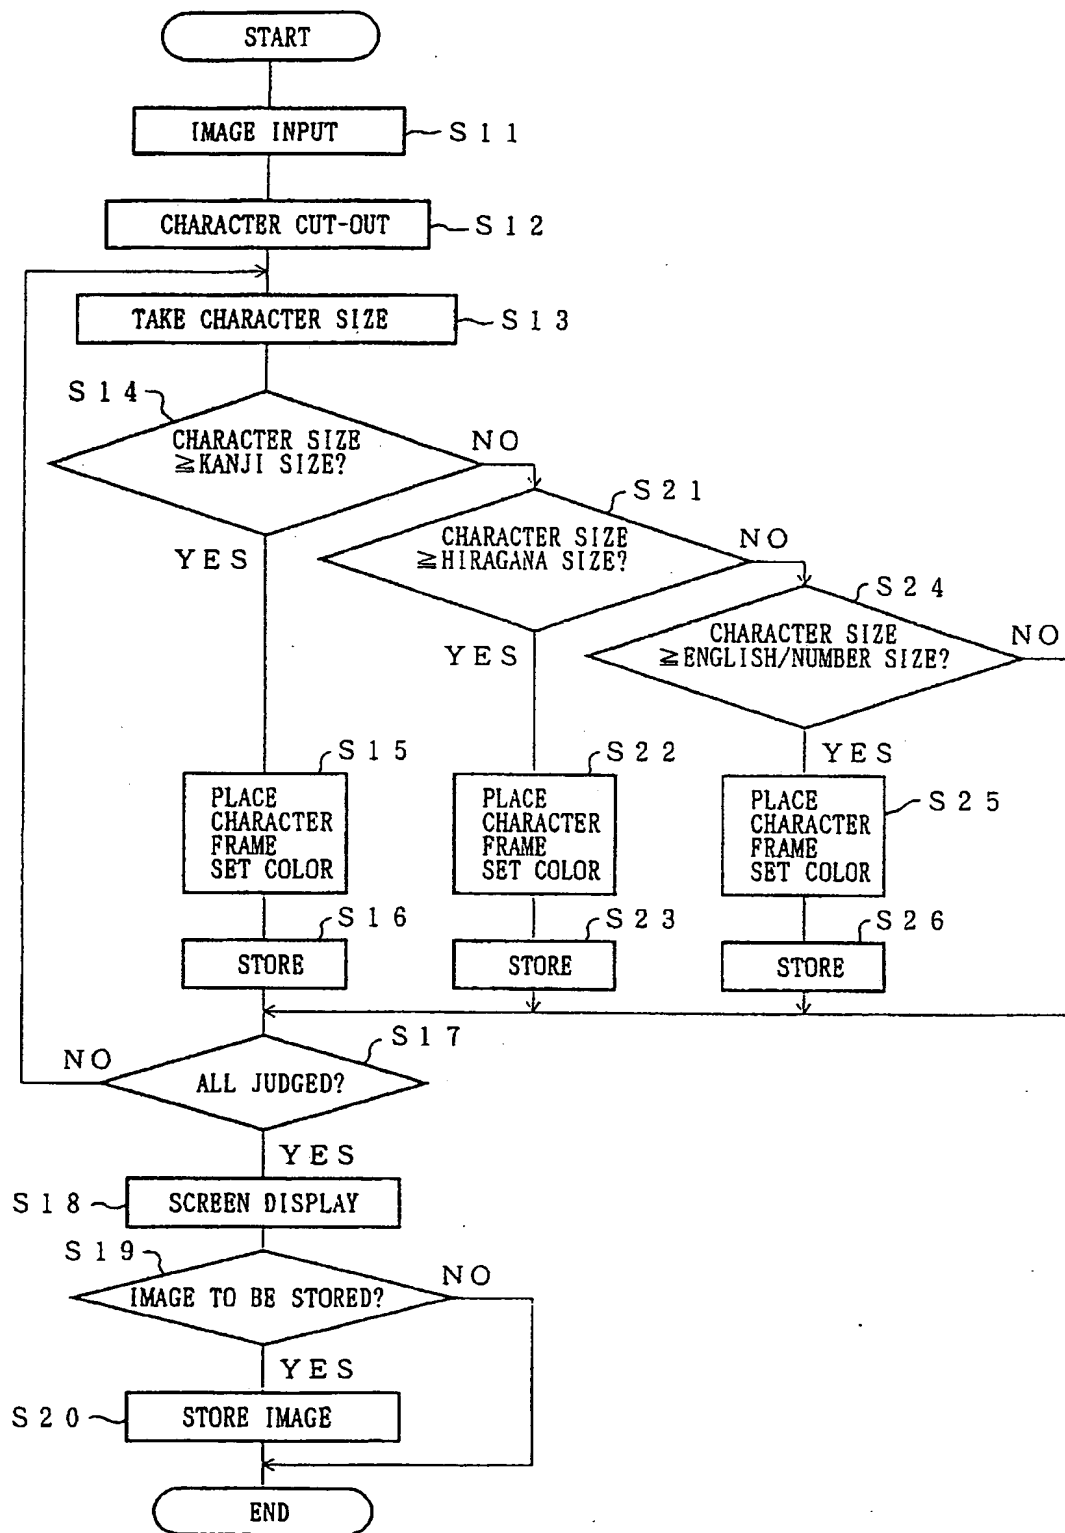 START
IMAGE INPUT
S11
CHARACTER CUT-OUT
S12
TAKE CHARACTER SIZE
S13
S14
CHARACTER SIZE
≧KANJI SIZE?
NO
YES
S21
CHARACTER SIZE
≧HIRAGANA SIZE?
NO
YES
S24
CHARACTER SIZE
≧ENGLISH/NUMBER SIZE?
NO
YES
S15
PLACE
CHARACTER
FRAME
SET COLOR
S22
PLACE
CHARACTER
FRAME
SET COLOR
S25
PLACE
CHARACTER
FRAME
SET COLOR
S16
STORE
S23
STORE
S26
STORE
S17
NO
ALL JUDGED?
YES
S18
SCREEN DISPLAY
S19
IMAGE TO BE STORED?
NO
YES
S20
STORE IMAGE
END